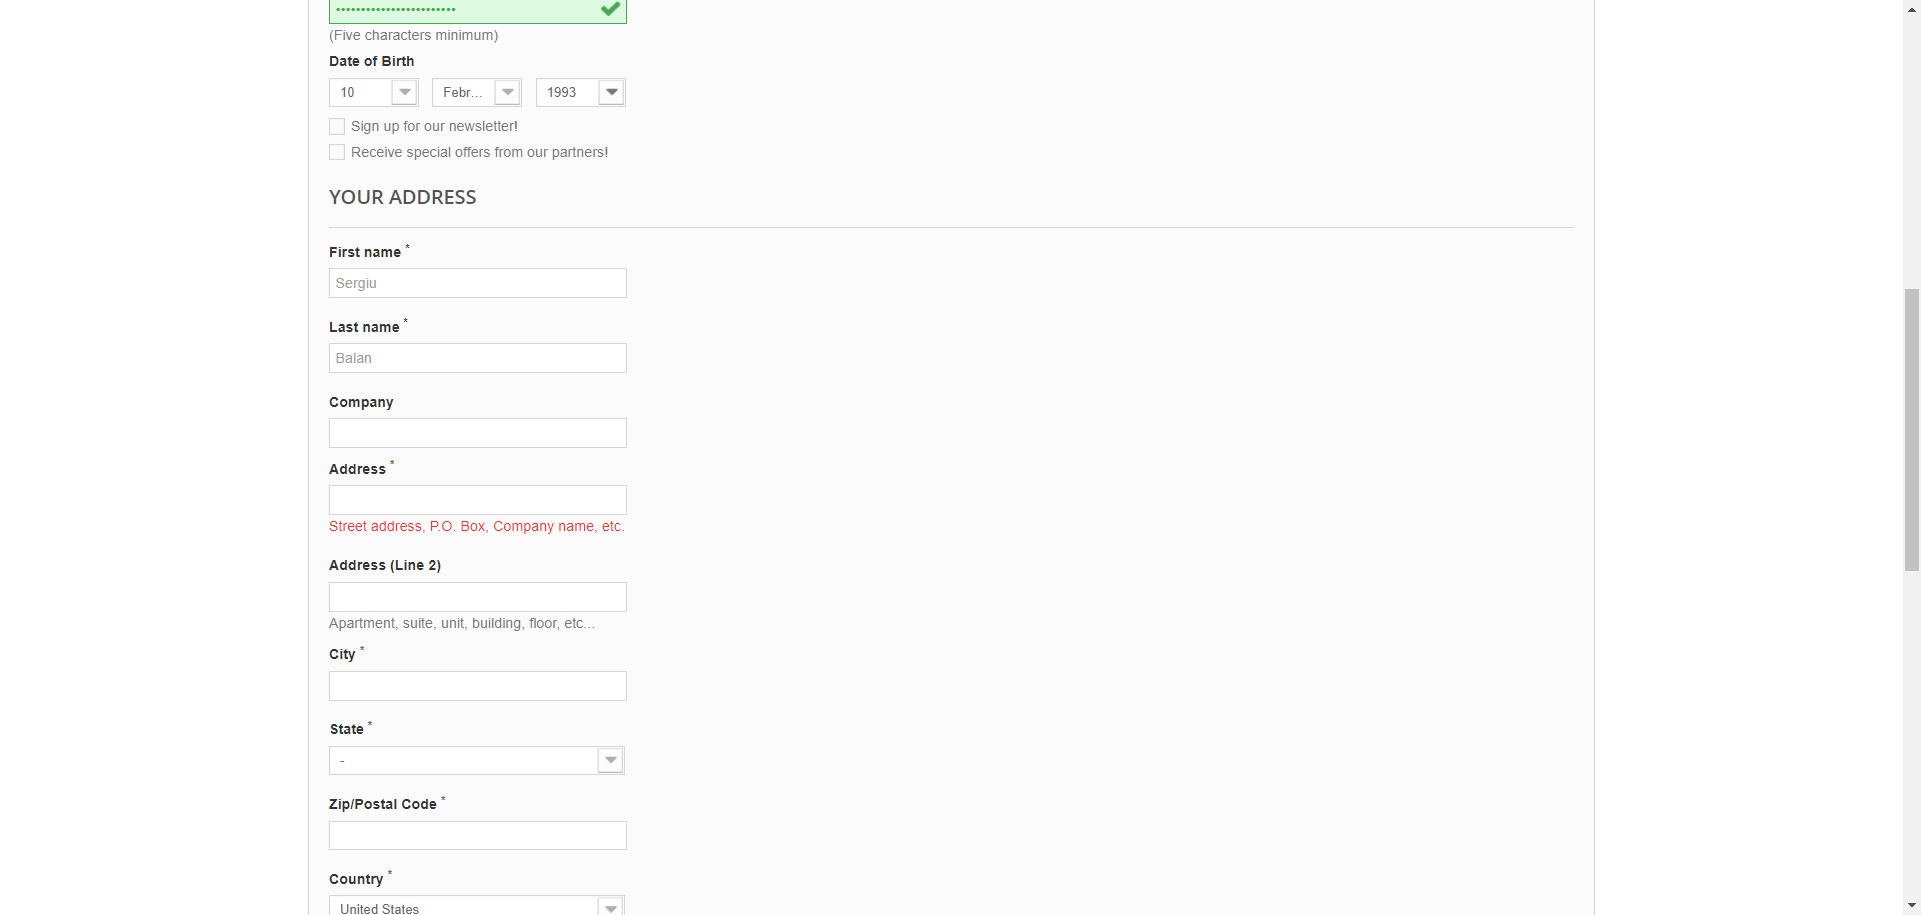 (Five characters minimum)
Date of Birth
10 Febr... 1993
Sign up for our newsletter!
Receive special offers from our partners!
YOUR ADDRESS
First name *
Sergiu
Last name *
Balan
Company
Address *
Street address, P.O. Box, Company name, etc.
Address (Line 2)
Apartment, suite, unit, building, floor, etc...
City *
State *
-
Zip/Postal Code *
Country *
United States